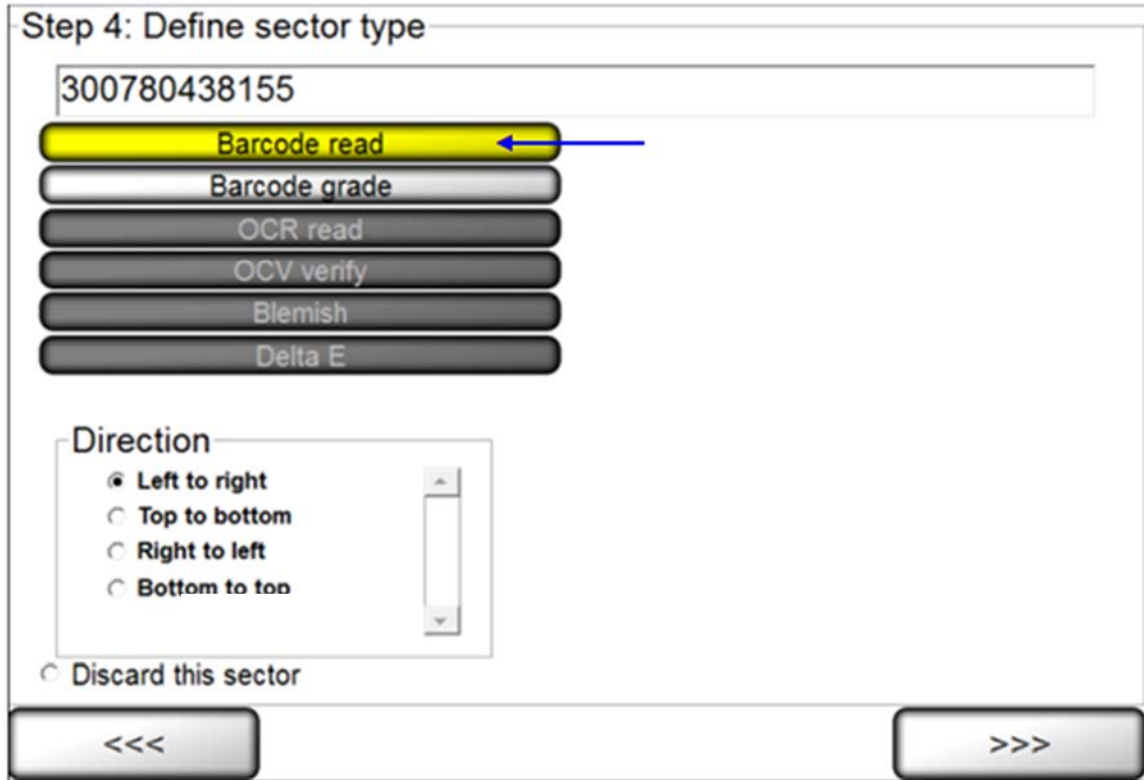 Step 4: Define sector type
300780438155
Barcode read
Barcode grade
OCR read
OCV verify
Blemish
Delta E
Direction
Left to right
Top to bottom
Right to left
Bottom to top
Discard this sector
<<<
>>>